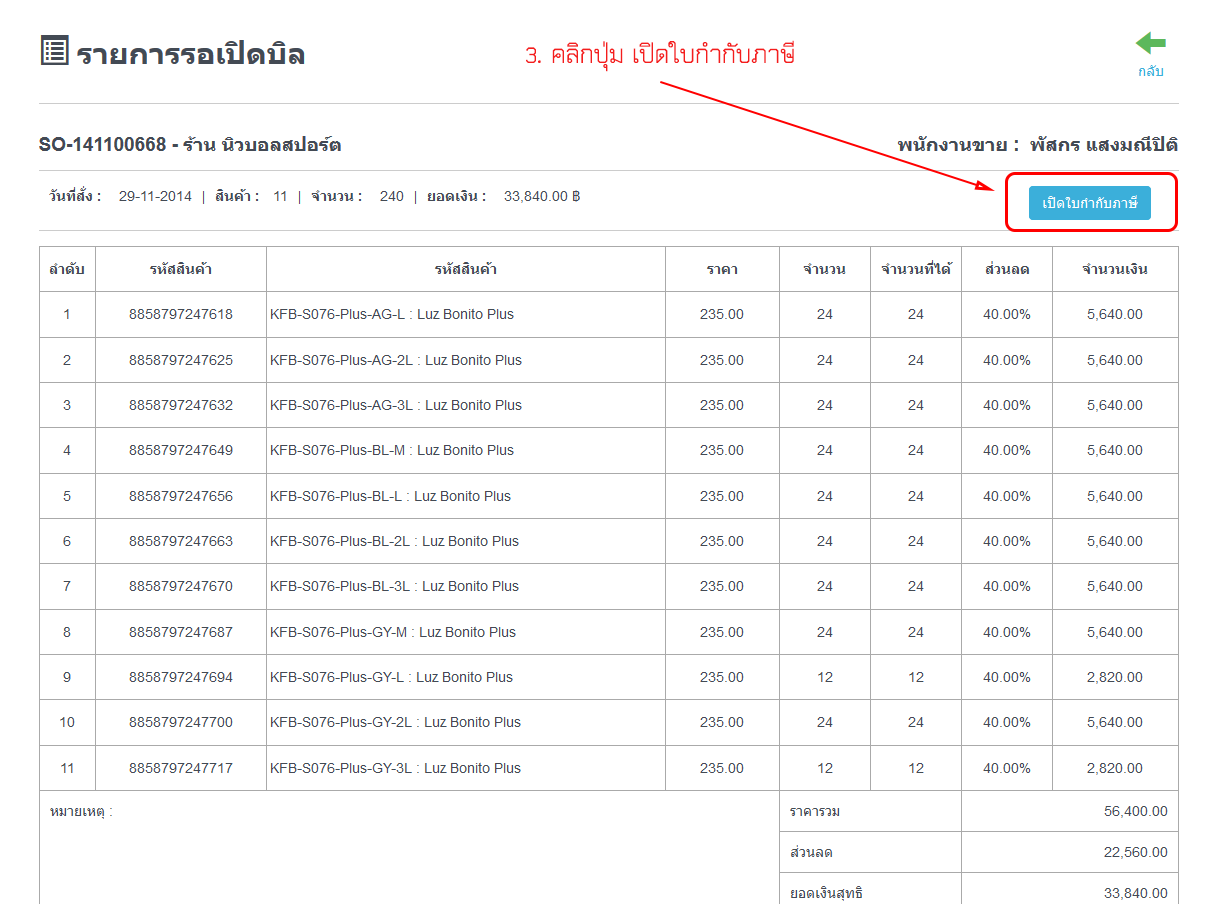 รายการรอเปิดบิล
3. คลิกปุ่ม เปิดใบกำกับภาษี
กลับ
SO-141100668 - ร้าน นิวบอลสปอร์ต
พนักงานขาย : พัสกร แสงมณีปิติ
วันที่สั่ง : 29-11-2014 | สินค้า : 11 | จำนวน : 240 | ยอดเงิน : 33,840.00 ฿
เปิดใบกำกับภาษี
ลำดับ รหัสสินค้า รหัสสินค้า ราคา จำนวน จำนวนที่ได้ ส่วนลด จำนวนเงิน
1 8858797247618 KFB-S076-Plus-AG-L : Luz Bonito Plus 235.00 24 24 40.00% 5,640.00
2 8858797247625 KFB-S076-Plus-AG-2L : Luz Bonito Plus 235.00 24 24 40.00% 5,640.00
3 8858797247632 KFB-S076-Plus-AG-3L : Luz Bonito Plus 235.00 24 24 40.00% 5,640.00
4 8858797247649 KFB-S076-Plus-BL-M : Luz Bonito Plus 235.00 24 24 40.00% 5,640.00
5 8858797247656 KFB-S076-Plus-BL-L : Luz Bonito Plus 235.00 24 24 40.00% 5,640.00
6 8858797247663 KFB-S076-Plus-BL-2L : Luz Bonito Plus 235.00 24 24 40.00% 5,640.00
7 8858797247670 KFB-S076-Plus-BL-3L : Luz Bonito Plus 235.00 24 24 40.00% 5,640.00
8 8858797247687 KFB-S076-Plus-GY-M : Luz Bonito Plus 235.00 24 24 40.00% 5,640.00
9 8858797247694 KFB-S076-Plus-GY-L : Luz Bonito Plus 235.00 12 12 40.00% 2,820.00
10 8858797247700 KFB-S076-Plus-GY-2L : Luz Bonito Plus 235.00 24 24 40.00% 5,640.00
11 8858797247717 KFB-S076-Plus-GY-3L : Luz Bonito Plus 235.00 12 12 40.00% 2,820.00
หมายเหตุ : ราคารวม 56,400.00
ส่วนลด 22,560.00
ยอดเงินสุทธิ 33,840.00